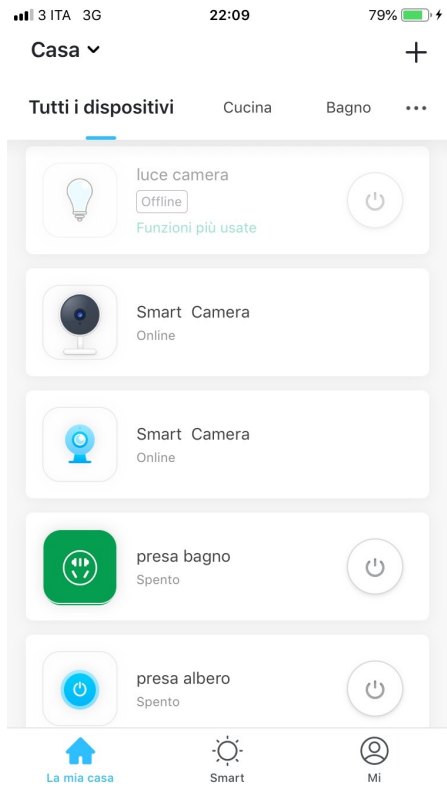 3 ITA 3G 22:09 79%
Casa
Tutti i dispositivi Cucina Bagno
luce camera
Offline
Funzioni più usate
Smart Camera
Online
Smart Camera
Online
presa bagno
Spento
presa albero
Spento
La mia casa Smart Mi